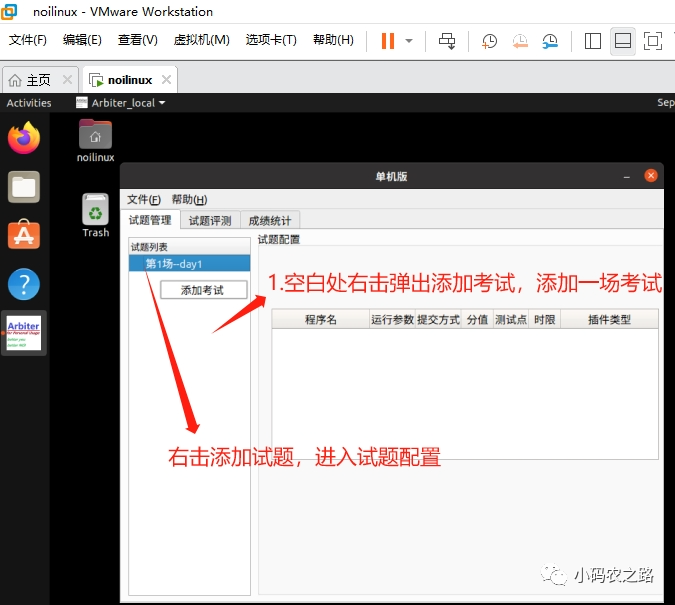 noilinux - VMware Workstation
文件(F) 编辑(E) 查看(V) 虚拟机(M) 选项卡(T) 帮助(H)
主页 noilinux
Activities Arbiter_local Sep
noilinux
Trash
单机版
文件(F) 帮助(H)
试题管理 试题评测 成绩统计
试题列表 试题配置
第1场--day1
添加考试
1.空白处右击弹出添加考试，添加一场考试
程序名 运行参数 提交方式 分值 测试点 时限 插件类型
Arbiter
for Personal Usage
右击添加试题，进入试题配置
小码农之路